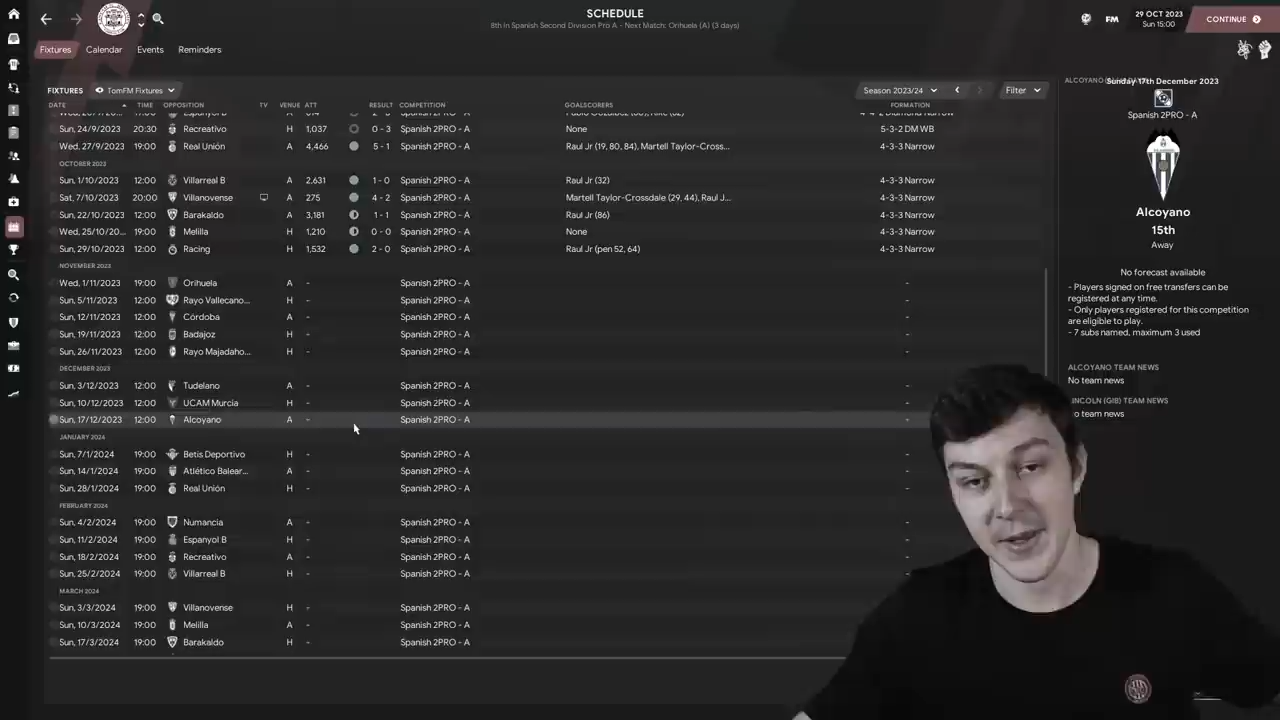 SCHEDULE
8th in Spanish Second Division Pro A - Next Match: Orihuela (A) (3 days)
29 OCT 2023
Sun 15:00
FM
CONTINUE
Fixtures Calendar Events Reminders
FIXTURES TomFM Fixtures Season 2023/24 Filter
DATE TIME OPPOSITION TV VENUE ATT RESULT COMPETITION GOALSCORERS FORMATION
Sun, 24/9/2023 20:30 Recreativo H 1,037 0 - 3 Spanish 2PRO - A None 5-3-2 DM WB
Wed, 27/9/2023 19:00 Real Unión A 4,466 5 - 1 Spanish 2PRO - A Raul Jr (19, 80, 84), Martell Taylor-Cross... 4-3-3 Narrow
OCTOBER 2023
Sun, 1/10/2023 12:00 Villarreal B A 2,631 1 - 0 Spanish 2PRO - A Raul Jr (32) 4-3-3 Narrow
Sat, 7/10/2023 20:00 Villanovense A 275 4 - 2 Spanish 2PRO - A Martell Taylor-Crossdale (29, 44), Raul J... 4-3-3 Narrow
Sun, 22/10/2023 12:00 Barakaldo A 3,181 1 - 1 Spanish 2PRO - A Raul Jr (86) 4-3-3 Narrow
Wed, 25/10/20... 19:00 Melilla H 1,210 0 - 0 Spanish 2PRO - A None 4-3-3 Narrow
Sun, 29/10/2023 12:00 Racing H 1,532 2 - 0 Spanish 2PRO - A Raul Jr (pen 52, 64) 4-3-3 Narrow
NOVEMBER 2023
Wed, 1/11/2023 19:00 Orihuela A - Spanish 2PRO - A -
Sun, 5/11/2023 12:00 Rayo Vallecano... H - Spanish 2PRO - A -
Sun, 12/11/2023 12:00 Córdoba A - Spanish 2PRO - A -
Sun, 19/11/2023 12:00 Badajoz H - Spanish 2PRO - A -
Sun, 26/11/2023 12:00 Rayo Majadaho... H - Spanish 2PRO - A -
DECEMBER 2023
Sun, 3/12/2023 12:00 Tudelano A - Spanish 2PRO - A -
Sun, 10/12/2023 12:00 UCAM Murcia H - Spanish 2PRO - A -
Sun, 17/12/2023 12:00 Alcoyano A - Spanish 2PRO - A -
JANUARY 2024
Sun, 7/1/2024 19:00 Betis Deportivo H - Spanish 2PRO - A -
Sun, 14/1/2024 19:00 Atlético Balear... A - Spanish 2PRO - A -
Sun, 28/1/2024 19:00 Real Unión H - Spanish 2PRO - A -
FEBRUARY 2024
Sun, 4/2/2024 19:00 Numancia A - Spanish 2PRO - A -
Sun, 11/2/2024 19:00 Espanyol B H - Spanish 2PRO - A -
Sun, 18/2/2024 19:00 Recreativo A - Spanish 2PRO - A -
Sun, 25/2/2024 19:00 Villarreal B H - Spanish 2PRO - A -
MARCH 2024
Sun, 3/3/2024 19:00 Villanovense H - Spanish 2PRO - A
Sun, 10/3/2024 19:00 Melilla A - Spanish 2PRO - A
Sun, 17/3/2024 19:00 Barakaldo H - Spanish 2PRO - A
Sunday 17th December 2023
Spanish 2PRO - A
Alcoyano
15th
Away
No forecast available
- Players signed on free transfers can be
registered at any time.
- Only players registered for this competition
are eligible to play.
- 7 subs named, maximum 3 used
ALCOYANO TEAM NEWS
No team news
LINCOLN (GIB) TEAM NEWS
No team news